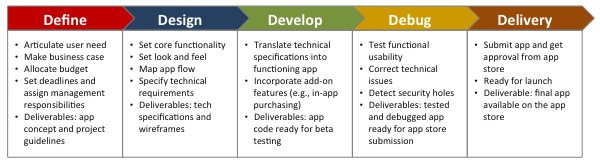 Define
Design
Develop
Debug
Delivery
• Articulate user need
• Make business case
• Allocate budget
• Set deadlines and
assign management
responsibilities
• Deliverables: app
concept and project
guidelines
• Set core functionality
• Set look and feel
• Map app flow
• Specify technical
requirements
• Deliverables: tech
specifications and
wireframes
• Translate technical
specifications into
functioning app
• Incorporate add-on
features (e.g., in-app
purchasing)
• Deliverables: app
code ready for beta
testing
• Test functional
usability
• Correct technical
issues
• Detect security holes
• Deliverables: tested
and debugged app
ready for app store
submission
• Submit app and get
approval from app
store
• Ready for launch
• Deliverable: final app
available on the app
store